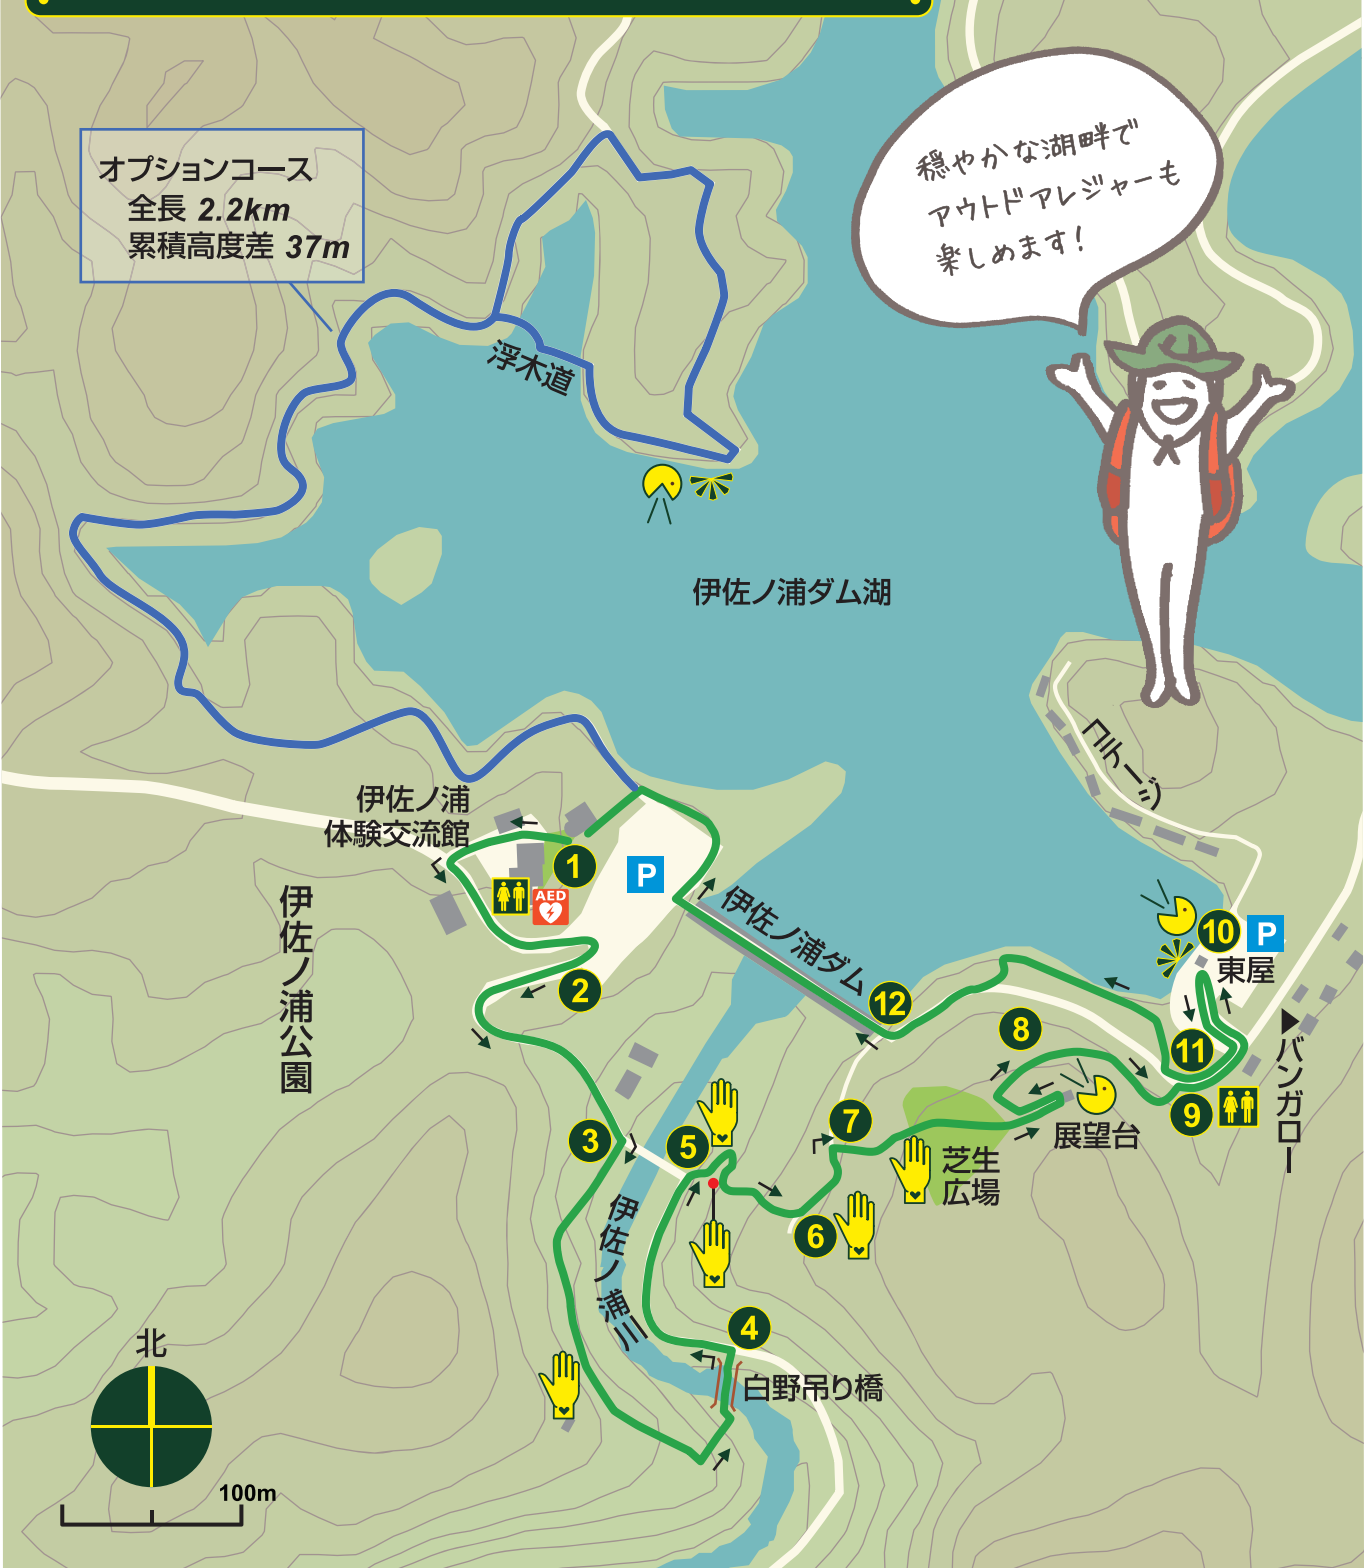 オプションコース
全長 2.2km
累積高度差 37m
穏やかな湖畔で
アウトドアレジャーも
楽しめます!
浮木道
伊佐ノ浦ダム湖
コテージ
伊佐ノ浦
体験交流館
1
P
AED
伊佐ノ浦公園
2
伊佐ノ浦ダム
12
10
P
東屋
11
8
9
バンガロー
展望台
7
芝生
広場
3
5
6
伊佐ノ浦川
4
白野吊り橋
北
100m